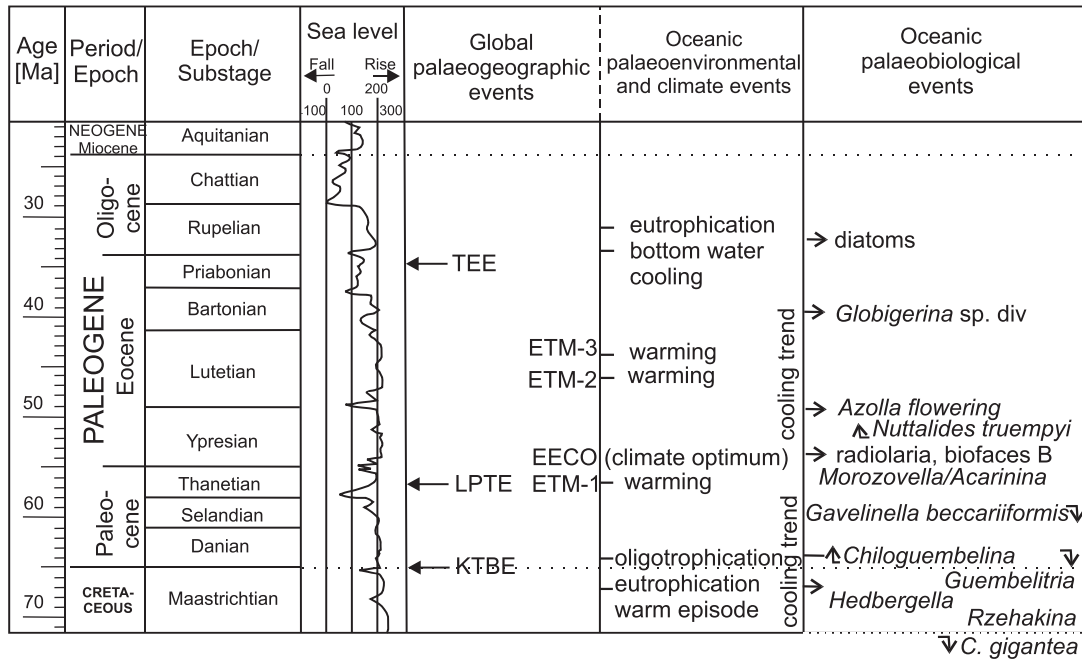 Age
[Ma]
Period/
Epoch
Epoch/
Substage
Sea level
Fall
Rise
0
200
-100
100
300
Global
palaeogeographic
events
Oceanic
palaeoenvironmental
and climate events
Oceanic
palaeobiological
events
NEOGENE
Miocene
Aquitanian
Oligo-
cene
Chattian
30
Rupelian
eutrophication
bottom water
cooling
diatoms
PALEOGENE
Eocene
Priabonian
TEE
40
Bartonian
Globigerina sp. div
cooling trend
ETM-3
warming
Lutetian
ETM-2
warming
50
Azolla flowering
Nuttalides truempyi
Ypresian
EECO (climate optimum)
radiolaria, biofaces B
Paleo-
cene
Thanetian
LPTE
ETM-1
warming
Morozovella/Acarinina
60
Selandian
Gavelinella beccariiformis
cooling trend
Danian
oligotrophication
Chiloguembelina
KTBE
CRETA-
CEOUS
Maastrichtian
70
eutrophication
warm episode
Guembelitria
Hedbergella
Rzehakina
C. gigantea